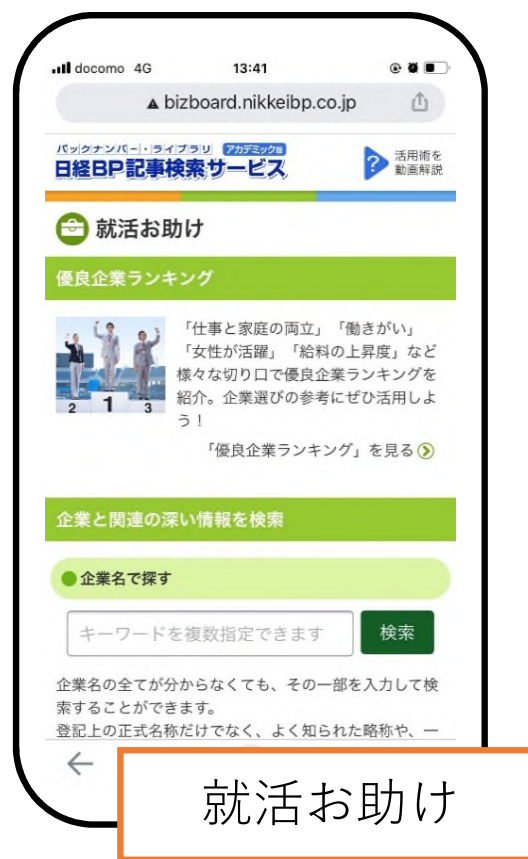 docomo 4G 13:41
bizboard.nikkeibp.co.jp
バックナンバー・ライブラリ アカデミック版
日経BP記事検索サービス
? 活用術を
動画解説
就活お助け
優良企業ランキング
「仕事と家庭の両立」「働きがい」
「女性が活躍」「給料の上昇度」など
様々な切り口で優良企業ランキングを
紹介。企業選びの参考にぜひ活用しよ
う！
2 1 3
「優良企業ランキング」を見る
企業と関連の深い情報を検索
企業名で探す
キーワードを複数指定できます 検索
企業名の全てが分からなくても、その一部を入力して検
索することができます。
登記上の正式名称だけでなく、よく知られた略称や、一
就活お助け